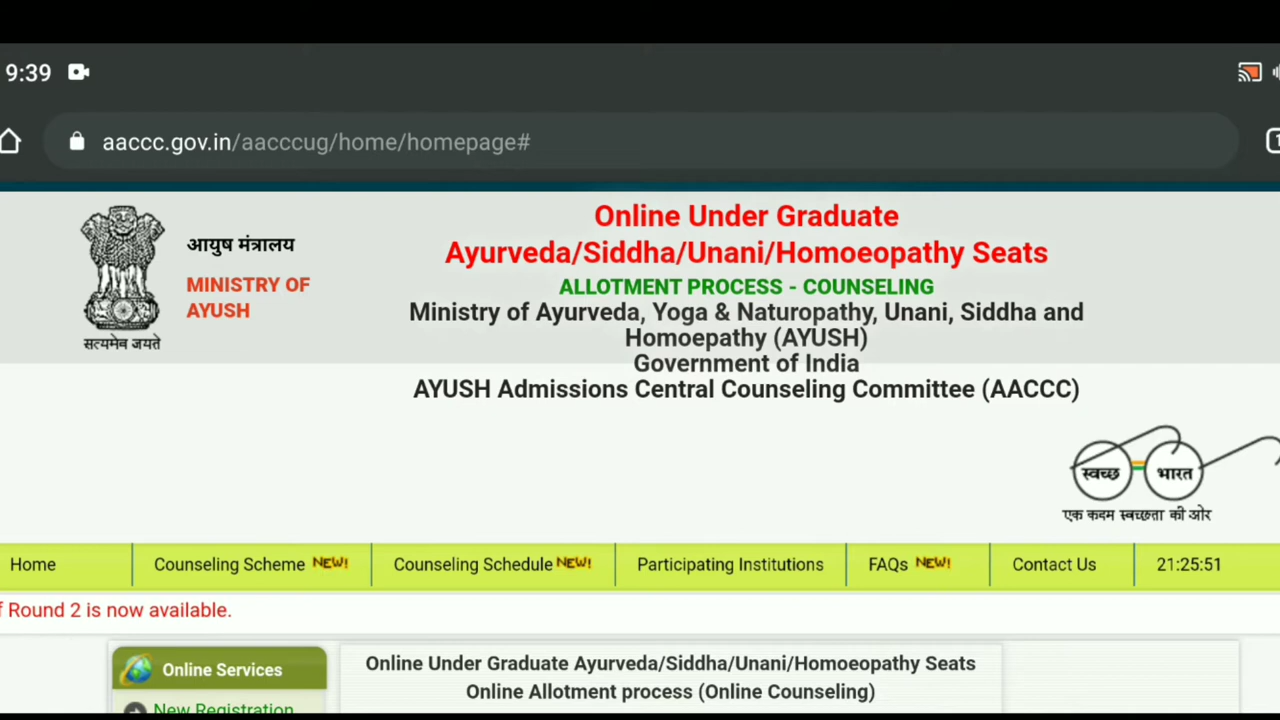 9:39
aaccc.gov.in/aacccug/home/homepage#
Online Under Graduate
Ayurveda/Siddha/Unani/Homoeopathy Seats
ALLOTMENT PROCESS - COUNSELING
Ministry of Ayurveda, Yoga & Naturopathy, Unani, Siddha and
Homoepathy (AYUSH)
Government of India
AYUSH Admissions Central Counseling Committee (AACCC)
आयुष मंत्रालय
MINISTRY OF
AYUSH
सत्यमेव जयते
स्वच्छ भारत
एक कदम स्वच्छता की ओर
Home Counseling Scheme NEW! Counseling Schedule NEW! Participating Institutions FAQs NEW! Contact Us 21:25:51
f Round 2 is now available.
Online Services
New Registration
Online Under Graduate Ayurveda/Siddha/Unani/Homoeopathy Seats
Online Allotment process (Online Counseling)